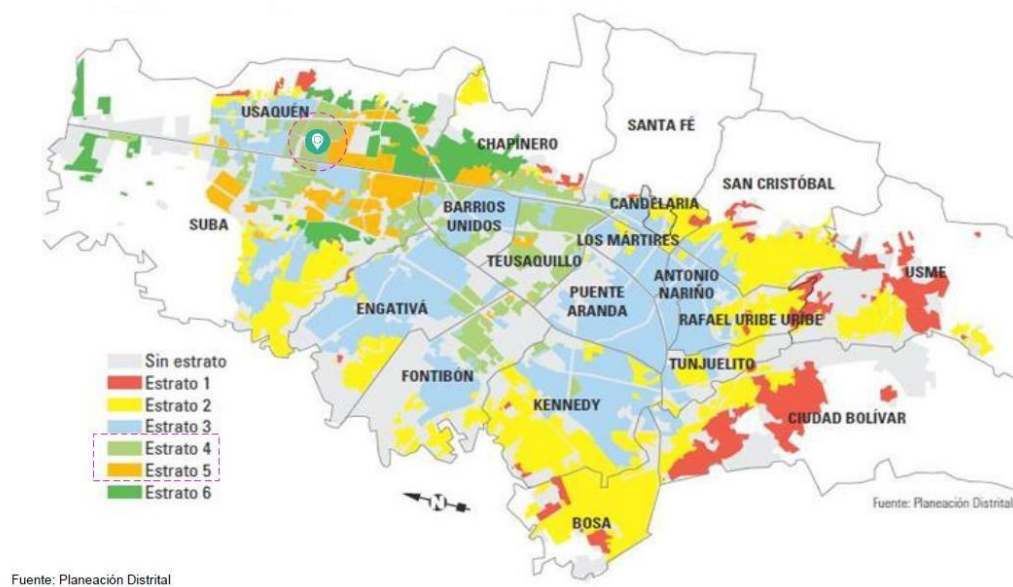 USAQUÉN
CHAPINERO
SANTA FÉ
SAN CRISTÓBAL
SUBA
BARRIOS
UNIDOS
CANDELARIA
LOS MÁRTIRES
TEUSAQUILLO
ANTONIO
NARIÑO
USME
ENGATIVÁ
PUENTE
ARANDA
RAFAEL URIBE URIBE
TUNJUELITO
FONTIBÓN
KENNEDY
CIUDAD BOLÍVAR
BOSA
Sin estrato
Estrato 1
Estrato 2
Estrato 3
Estrato 4
Estrato 5
Estrato 6
N
Fuente: Planeación Distrital
Fuente: Planeación Distrital